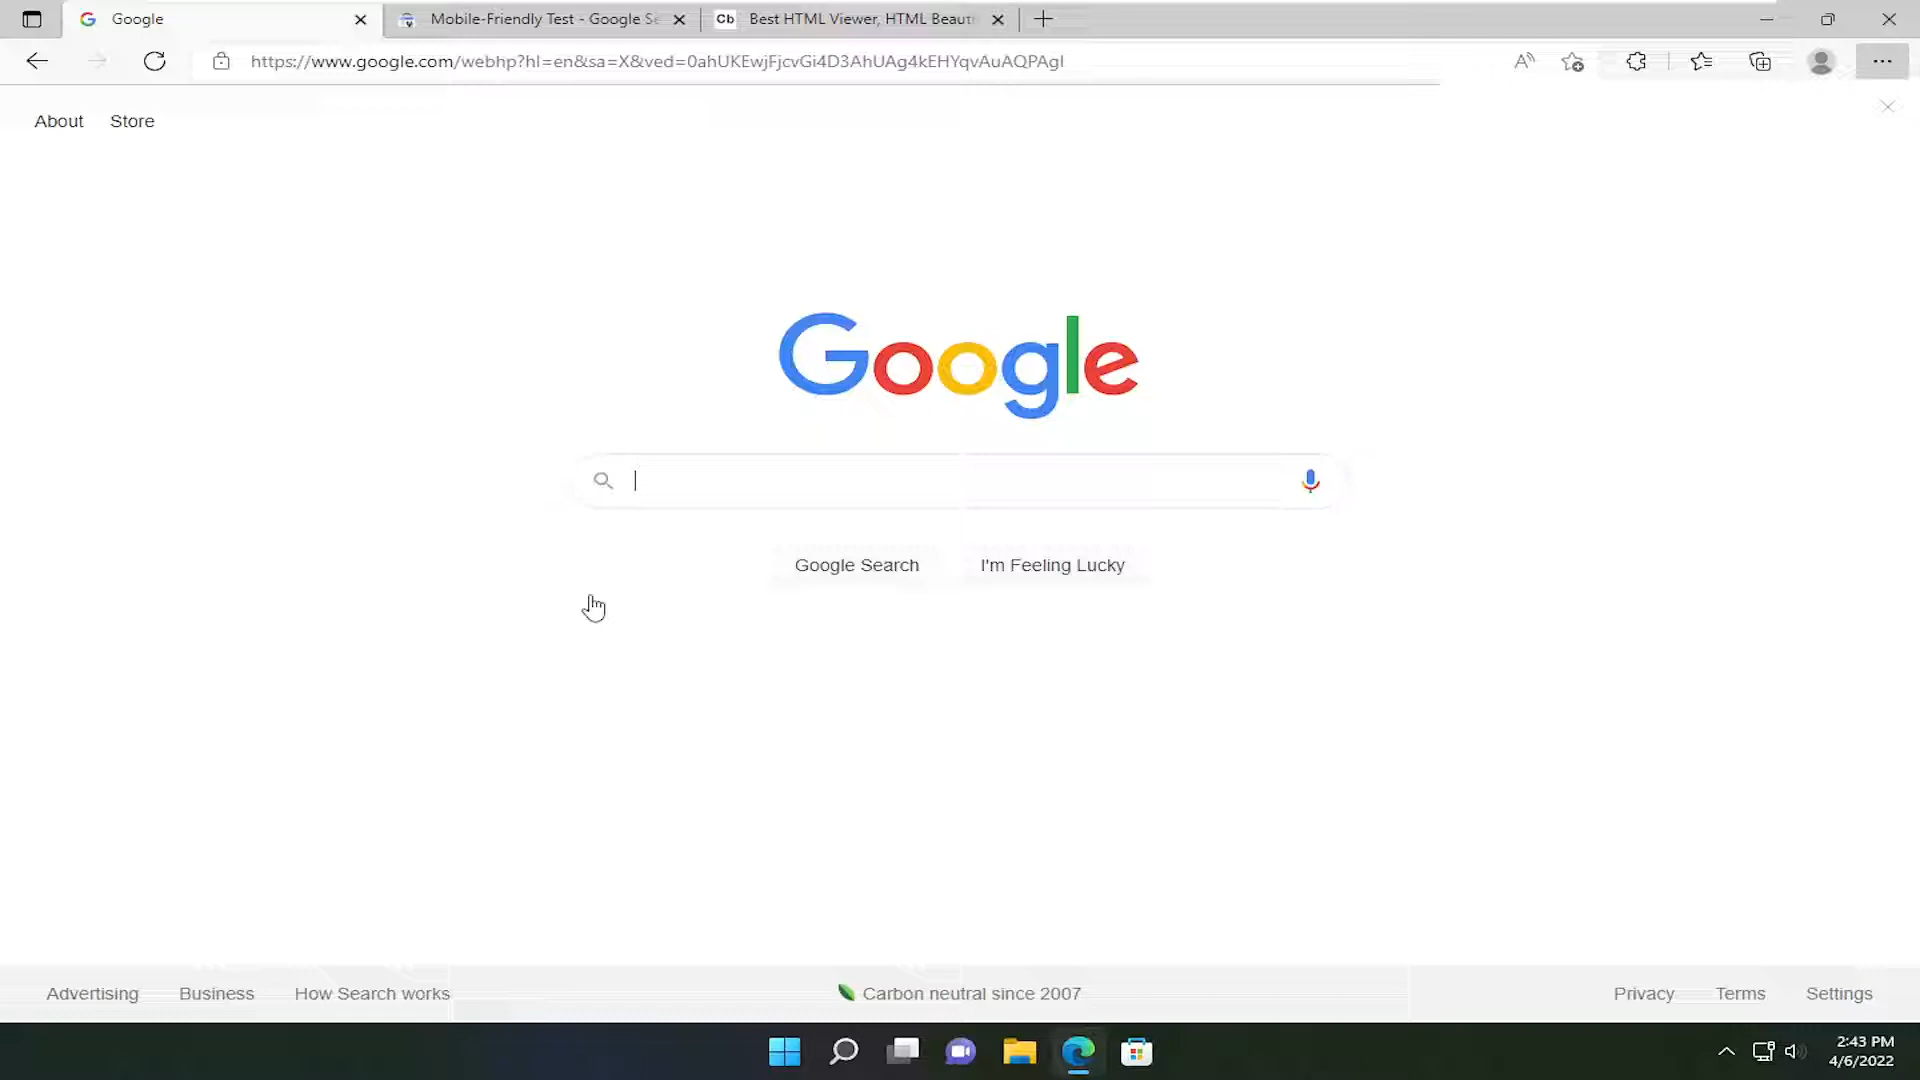 Google
Mobile-Friendly Test - Google Se
Cb Best HTML Viewer, HTML Beaut
https://www.google.com/webhp?hl=en&sa=X&ved=0ahUKEwjFjcvGi4D3AhUAg4kEHYqvAuAQPAgI
About Store
Google
Google Search I'm Feeling Lucky
Advertising Business How Search works Carbon neutral since 2007 Privacy Terms Settings
2:43 PM
4/6/2022